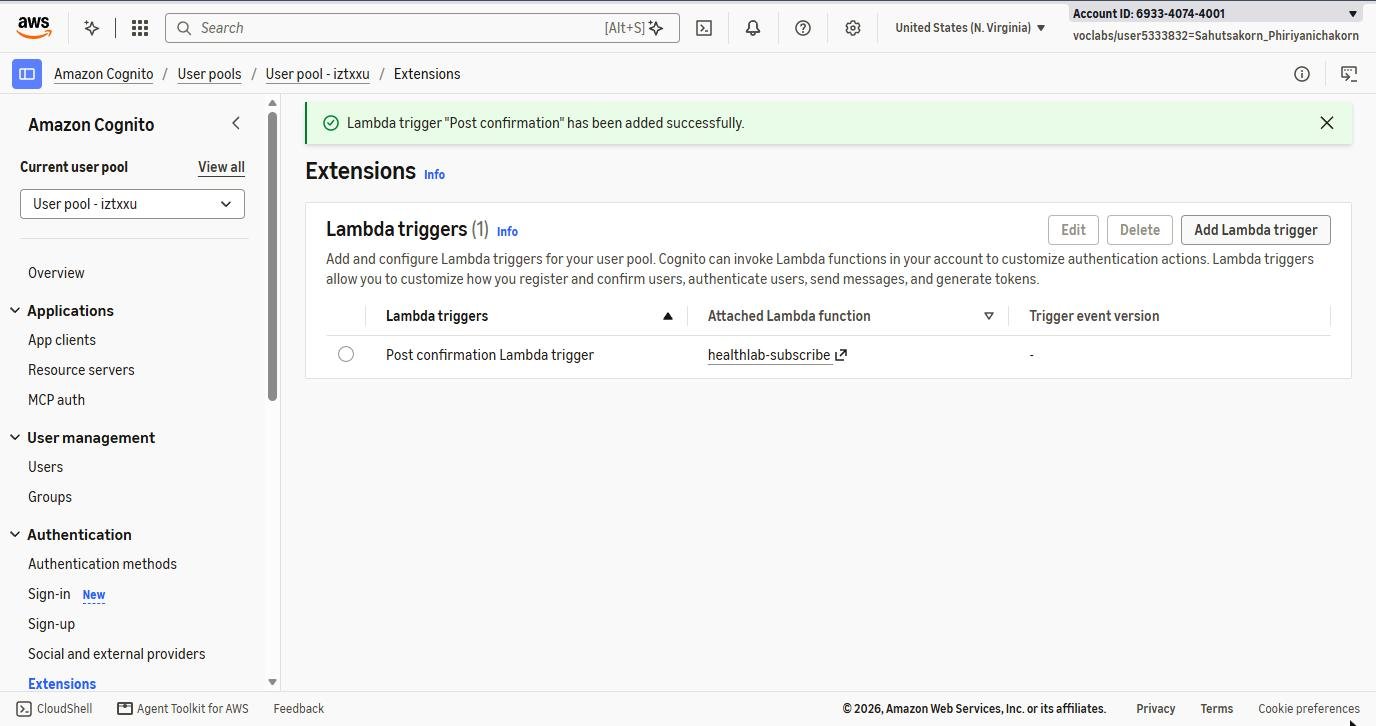 aws
Search
[Alt+S]
United States (N. Virginia)
Account ID: 6933-4074-4001
voclabs/user5333832=Sahutsakorn_Phiriyanichakorn
Amazon Cognito / User pools / User pool - iztxxu / Extensions
Amazon Cognito
Current user pool
View all
User pool - iztxxu
Overview
Applications
App clients
Resource servers
MCP auth
User management
Users
Groups
Authentication
Authentication methods
Sign-in New
Sign-up
Social and external providers
Extensions
Lambda trigger "Post confirmation" has been added successfully.
Extensions Info
Lambda triggers (1) Info
Edit
Delete
Add Lambda trigger
Add and configure Lambda triggers for your user pool. Cognito can invoke Lambda functions in your account to customize authentication actions. Lambda triggers
allow you to customize how you register and confirm users, authenticate users, send messages, and generate tokens.
Lambda triggers
Attached Lambda function
Trigger event version
Post confirmation Lambda trigger
healthlab-subscribe
-
CloudShell
Agent Toolkit for AWS
Feedback
© 2026, Amazon Web Services, Inc. or its affiliates.
Privacy
Terms
Cookie preferences